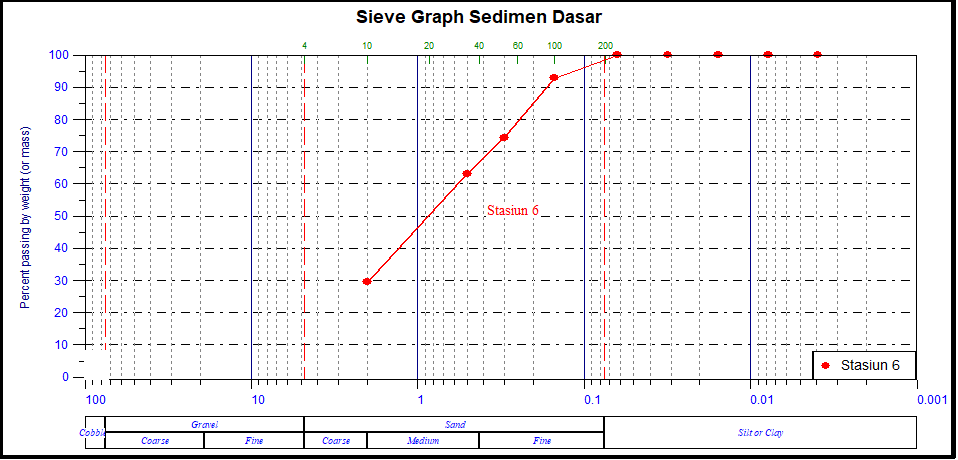 Sieve Graph Sedimen Dasar
4 10 20 40 60 100 200
100
90
80
70
60
50
40
30
20
10
0
Percent passing by weight (or mass)
Stasiun 6
Stasiun 6
100 10 1 0.1 0.01 0.001
Cobble Gravel Sand Silt or Clay
Coarse Fine Coarse Medium Fine